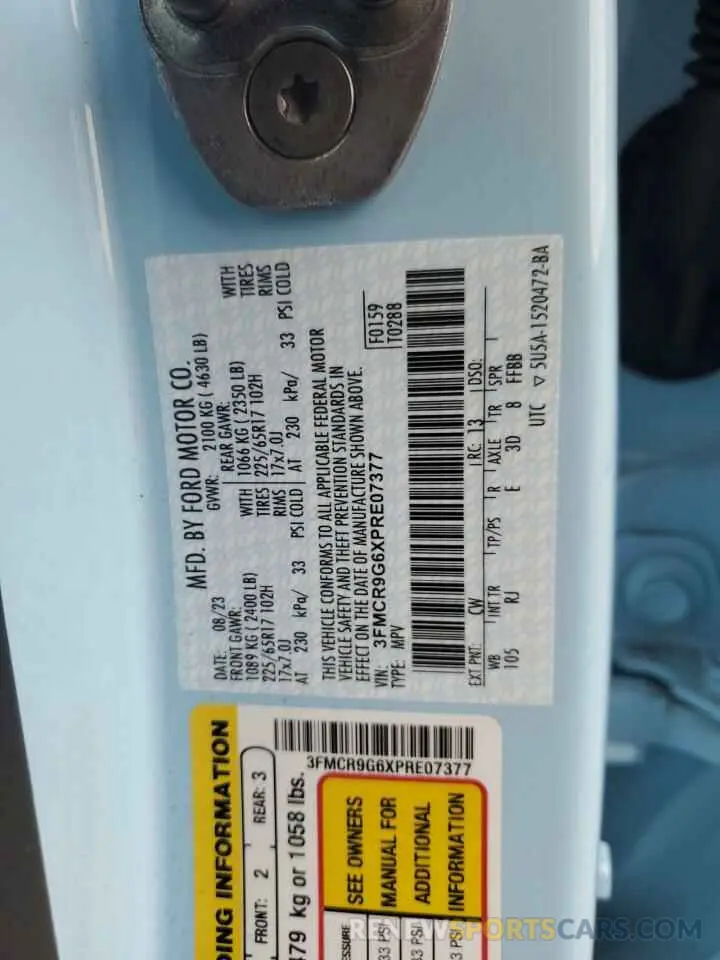 MFD. BY FORD MOTOR CO.
DATE: 08/23 GVWR: 2100 KG ( 4630 LB)
FRONT GAWR: REAR GAWR:
1089 KG ( 2400 LB) WITH 1066 KG ( 2350 LB) WITH
225/65R17 102H TIRES 225/65R17 102H TIRES
17x7.0J RIMS 17x7.0J RIMS
AT 230 kPa/ 33 PSI COLD AT 230 kPa/ 33 PSI COLD
THIS VEHICLE CONFORMS TO ALL APPLICABLE FEDERAL MOTOR
VEHICLE SAFETY AND THEFT PREVENTION STANDARDS IN
EFFECT ON THE DATE OF MANUFACTURE SHOWN ABOVE.
VIN: 3FMCR9G6XPRE07377
TYPE: MPV
F0159
T0288
EXT PNT: CW RC: 13 DSO:
WB INT TR TP/PS R AXLE TR SPR
105 RJ E 3D 8 FFBB
UTC ▽ 5U5A-1520472-BA
DING INFORMATION
FRONT: 2 REAR: 3
479 kg or 1058 lbs.
3FMCR9G6XPRE07377
SEE OWNERS
MANUAL FOR
ADDITIONAL
INFORMATION
33 PSI
33 PSI
RENEWSPORTSCARS.COM